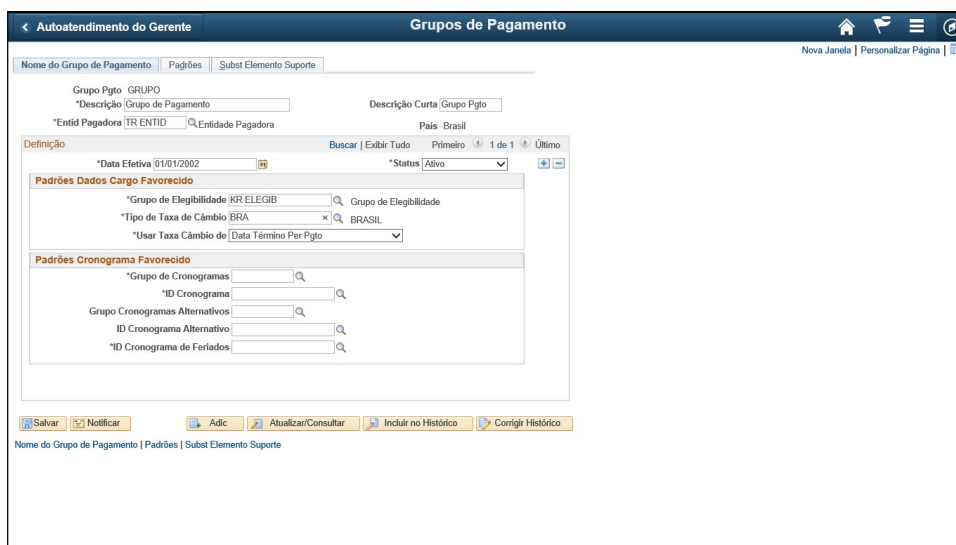 Autoatendimento do Gerente Grupos de Pagamento
Nova Janela | Personalizar Página |
Nome do Grupo de Pagamento Padrões Subst Elemento Suporte
Grupo Pgto GRUPO
*Descrição Grupo de Pagamento Descrição Curta Grupo Pgto
*Entid Pagadora TR ENTID Entidade Pagadora País Brasil
Definição Buscar | Exibir Tudo Primeiro 1 de 1 Último
*Data Efetiva 01/01/2002 *Status Ativo
Padrões Dados Cargo Favorecido
*Grupo de Elegibilidade KR ELEGIB Grupo de Elegibilidade
*Tipo de Taxa de Câmbio BRA × BRASIL
*Usar Taxa Câmbio de Data Término Per Pgto
Padrões Cronograma Favorecido
*Grupo de Cronogramas
*ID Cronograma
Grupo Cronogramas Alternativos
ID Cronograma Alternativo
*ID Cronograma de Feriados
Salvar Notificar Adic Atualizar/Consultar Incluir no Histórico Corrigir Histórico
Nome do Grupo de Pagamento | Padrões | Subst Elemento Suporte